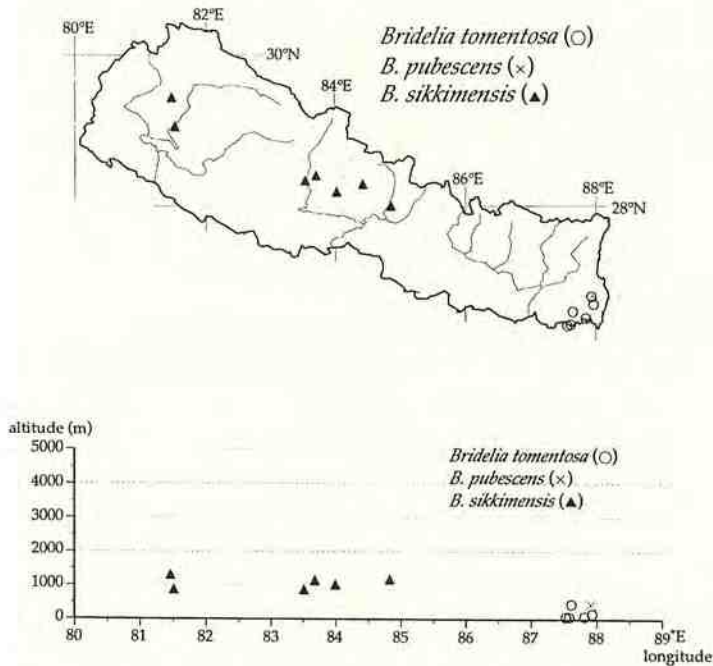 80°E
82°E
30°N
Bridelia tomentosa (○)
B. pubescens (×)
B. sikkimensis (▲)
84°E
86°E
88°E
28°N
altitude (m)
5000
4000
3000
2000
1000
0
Bridelia tomentosa (○)
B. pubescens (×)
B. sikkimensis (▲)
80 81 82 83 84 85 86 87 88 89°E
longitude